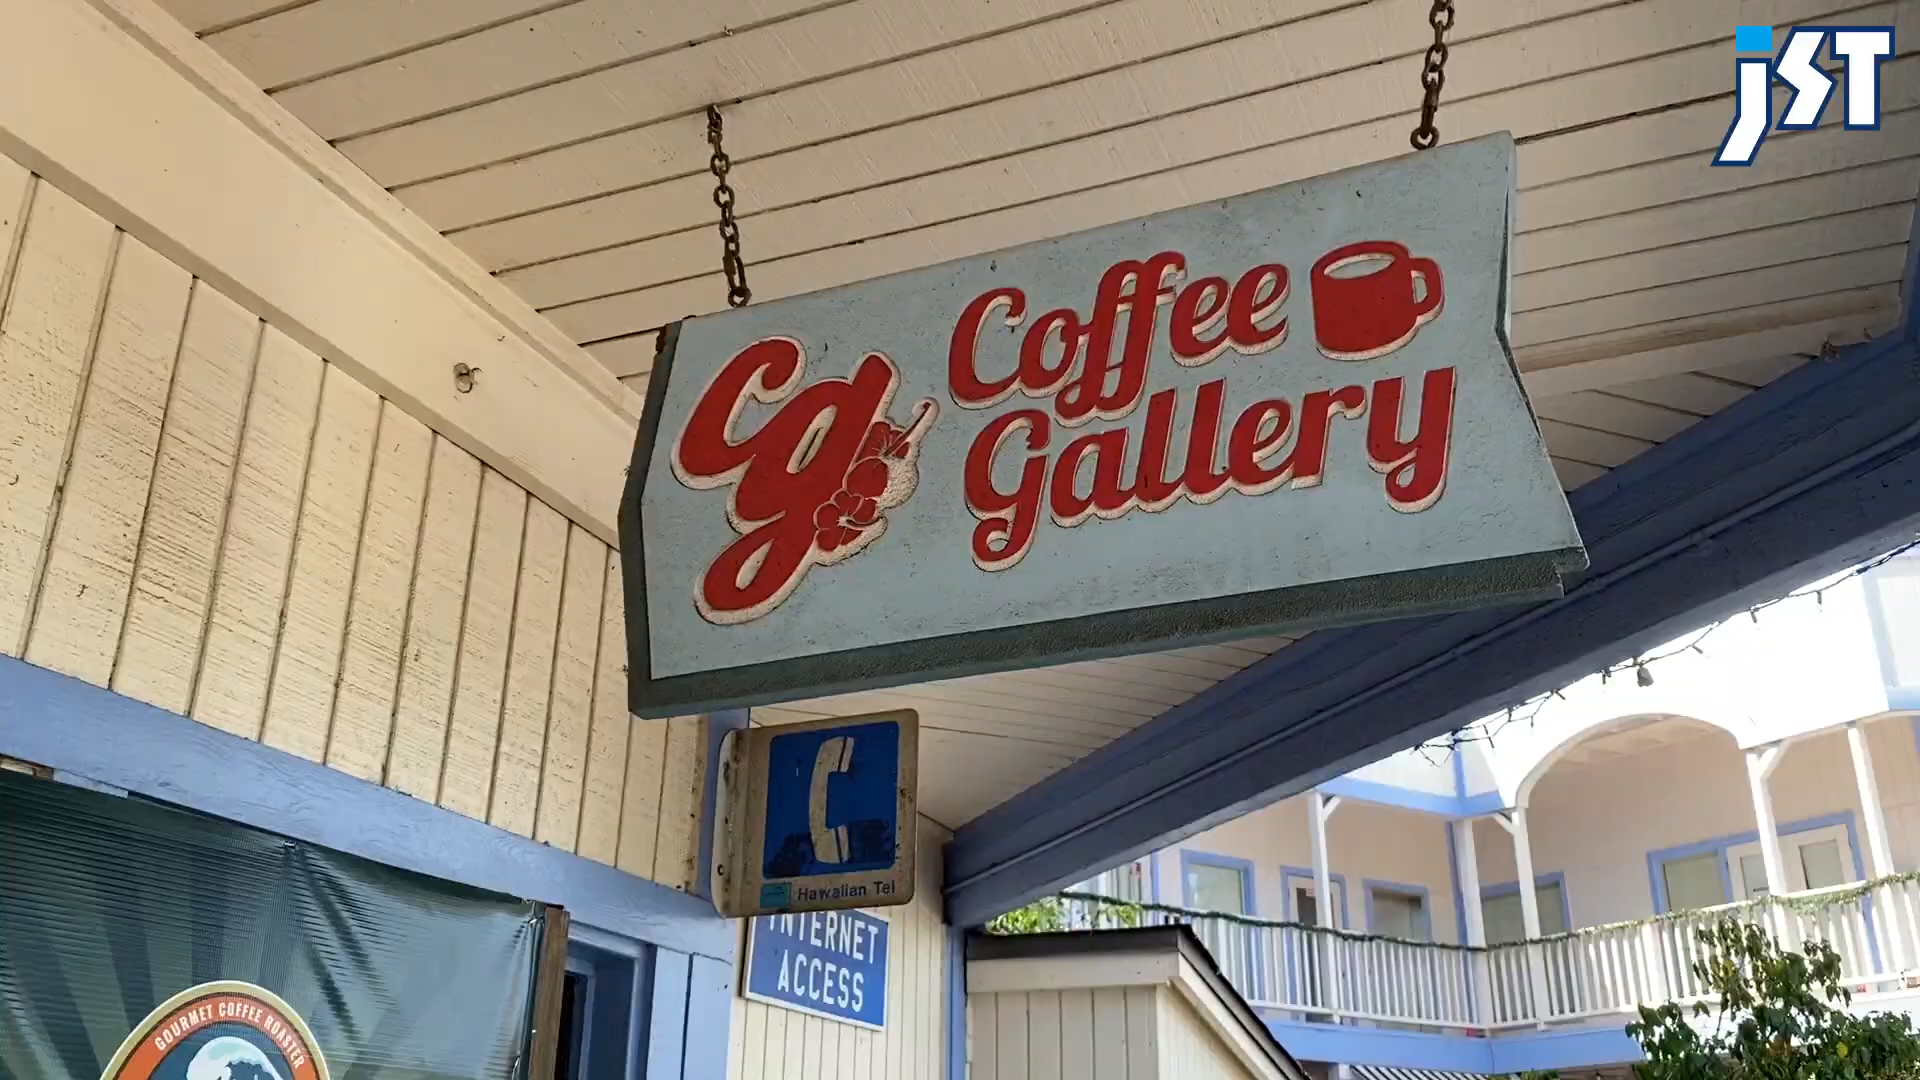 jST
cg
Coffee
Gallery
Hawaiian Tel
INTERNET
ACCESS
GOURMET COFFEE ROASTER